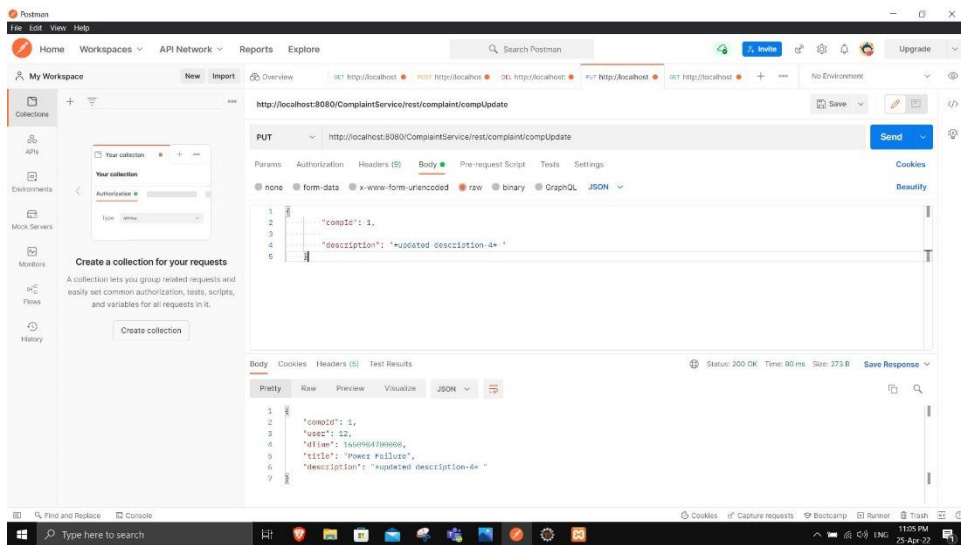 Postman
File Edit View Help
Home Workspaces API Network Reports Explore
Search Postman
Invite
Upgrade
My Workspace
New Import
Overview
GET http://localhost
POST http://localhos
DEL http://localhost:
PUT http://localhost
GET http://localhost
No Environment
Collections
APIs
Environments
Mock Servers
Monitors
Flows
History
Your collection
Your collection
Authorization
Type
Create a collection for your requests
A collection lets you group related requests and
easily set common authorization, tests, scripts,
and variables for all requests in it.
Create collection
http://localhost:8080/ComplaintService/rest/complaint/compUpdate
Save
PUT http://localhost:8080/ComplaintService/rest/complaint/compUpdate
Send
Params Authorization Headers (9) Body Pre-request Script Tests Settings
Cookies
none form-data x-www-form-urlencoded raw binary GraphQL JSON
Beautify
1 {
2 "compId": 1,
3
4 "description": "*updated description-4* "
5 }
Body Cookies Headers (5) Test Results
Status: 200 OK Time: 80 ms Size: 273 B Save Response
Pretty Raw Preview Visualize JSON
1 {
2 "compId": 1,
3 "user": 12,
4 "dTime": 1650904700000,
5 "title": "Power Failure",
6 "description": "*updated description-4* "
7 }
Find and Replace Console
Cookies Capture requests Bootcamp Runner Trash
Type here to search
ENG
11:05 PM
25-Apr-22